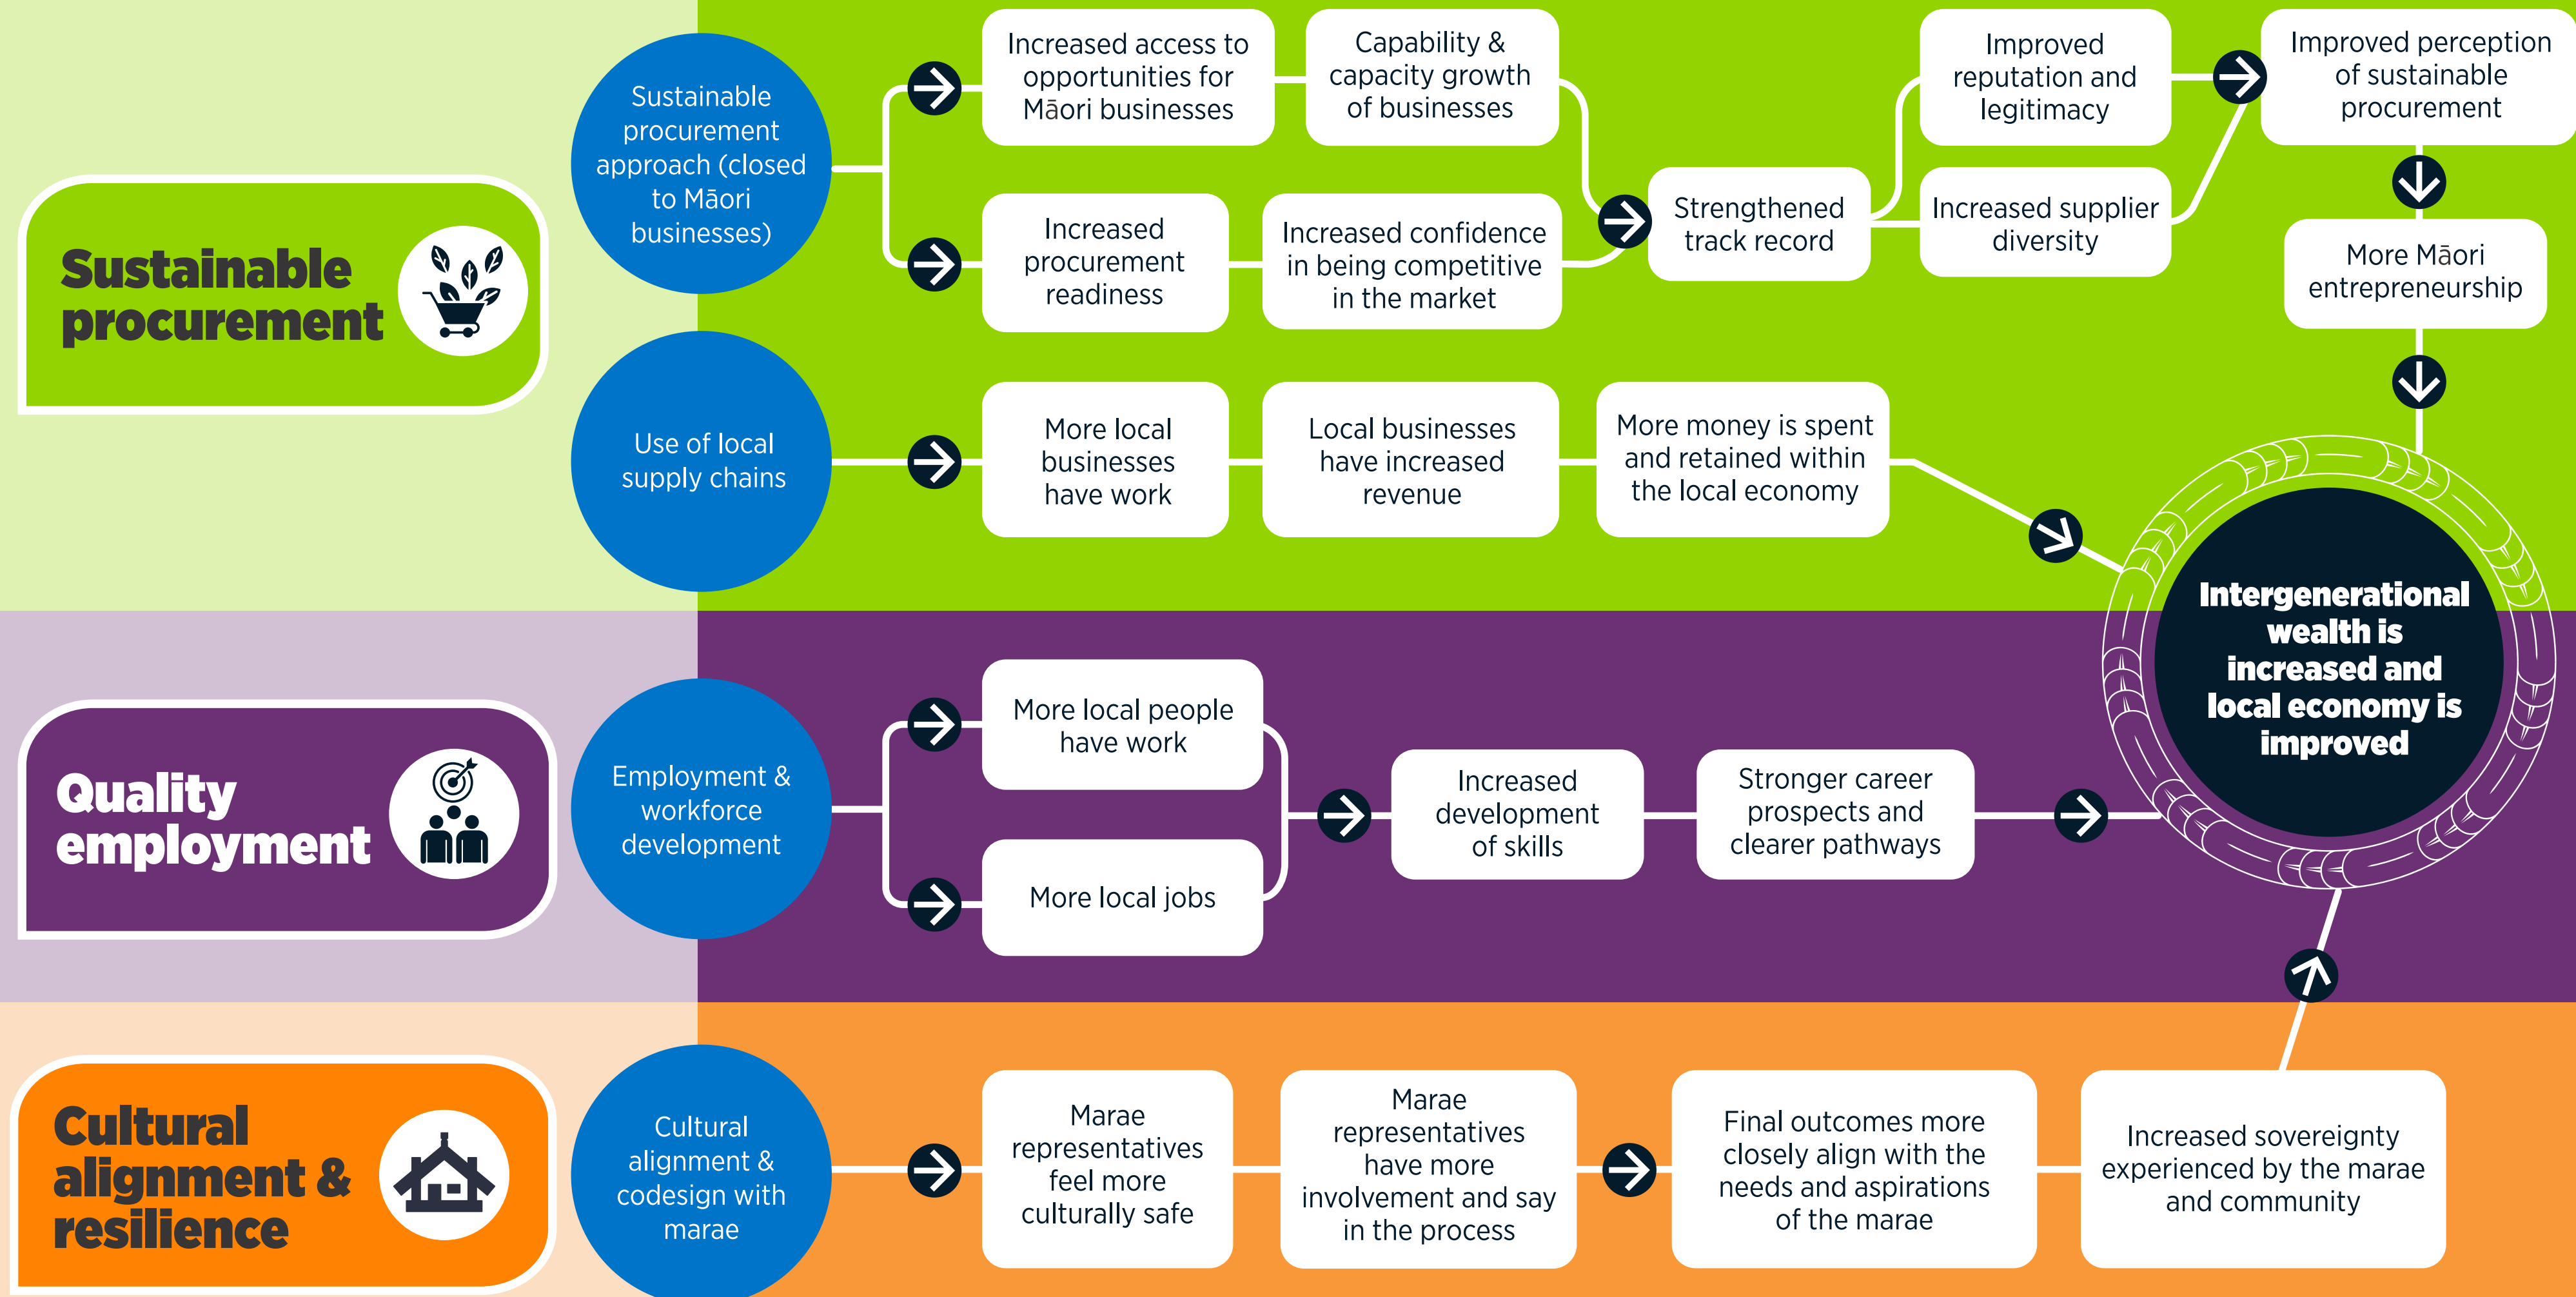 Sustainable
procurement
Sustainable
procurement
approach (closed
to Māori
businesses)
Increased access to
opportunities for
Māori businesses
Capability &
capacity growth
of businesses
Increased
procurement
readiness
Increased confidence
in being competitive
in the market
Strengthened
track record
Improved
reputation and
legitimacy
Increased supplier
diversity
Improved perception
of sustainable
procurement
More Māori
entrepreneurship
Use of local
supply chains
More local
businesses
have work
Local businesses
have increased
revenue
More money is spent
and retained within
the local economy
Intergenerational
wealth is
increased and
local economy is
improved
Quality
employment
Employment &
workforce
development
More local people
have work
More local jobs
Increased
development
of skills
Stronger career
prospects and
clearer pathways
Cultural
alignment &
resilience
Cultural
alignment &
codesign with
marae
Marae
representatives
feel more
culturally safe
Marae
representatives
have more
involvement and say
in the process
Final outcomes more
closely align with the
needs and aspirations
of the marae
Increased sovereignty
experienced by the marae
and community